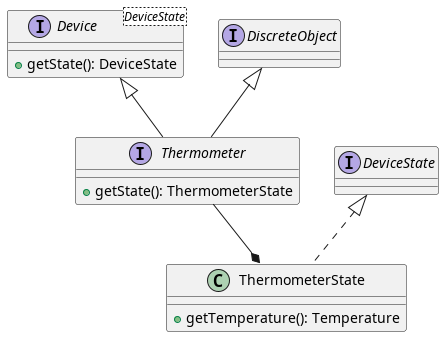 I Device
DeviceState
getState(): DeviceState
I DiscreteObject
I Thermometer
getState(): ThermometerState
I DeviceState
C ThermometerState
getTemperature(): Temperature